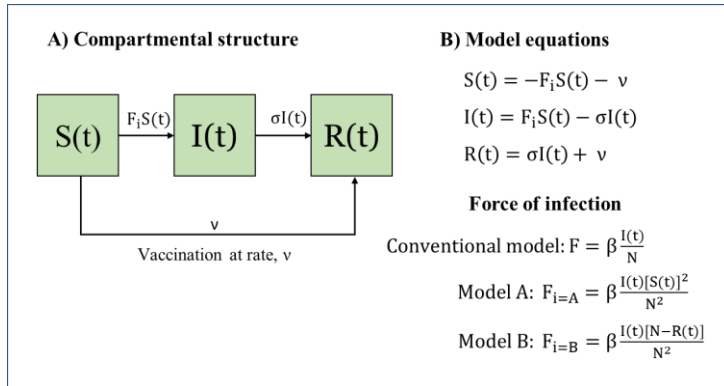 A) Compartmental structure
S(t)
FᵢS(t)
I(t)
σI(t)
R(t)
ν
Vaccination at rate, ν
B) Model equations
S(t) = −FᵢS(t) − ν
I(t) = FᵢS(t) − σI(t)
R(t) = σI(t) + ν
Force of infection
Conventional model: F = β I(t)/N
Model A: Fᵢ₌A = β I(t)[S(t)]²/N²
Model B: Fᵢ₌B = β I(t)[N−R(t)]/N²